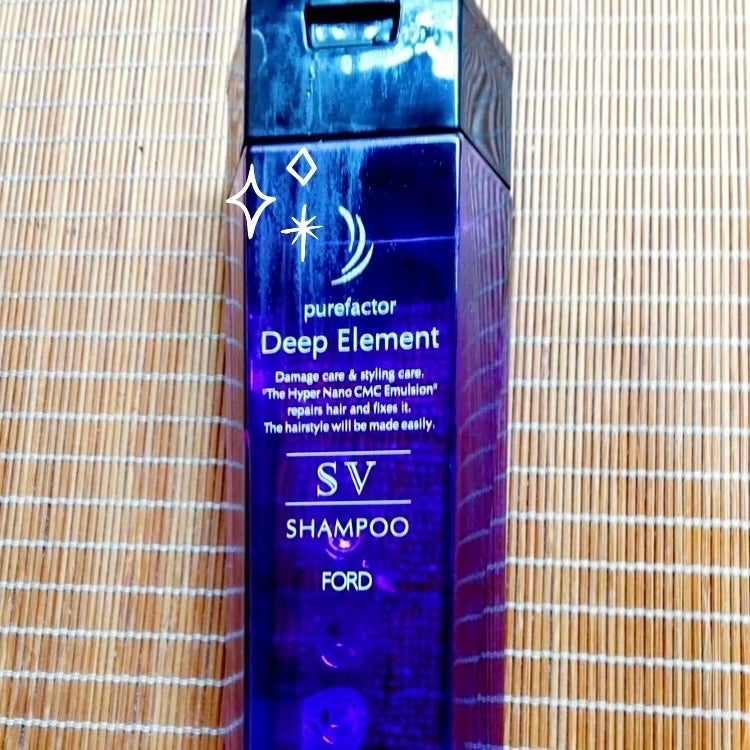 purefactor
Deep Element
Damage care & styling care.
"The Hyper Nano CMC Emulsion"
repairs hair and fixes it.
The hairstyle will be made easily.
SV
SHAMPOO
FORD